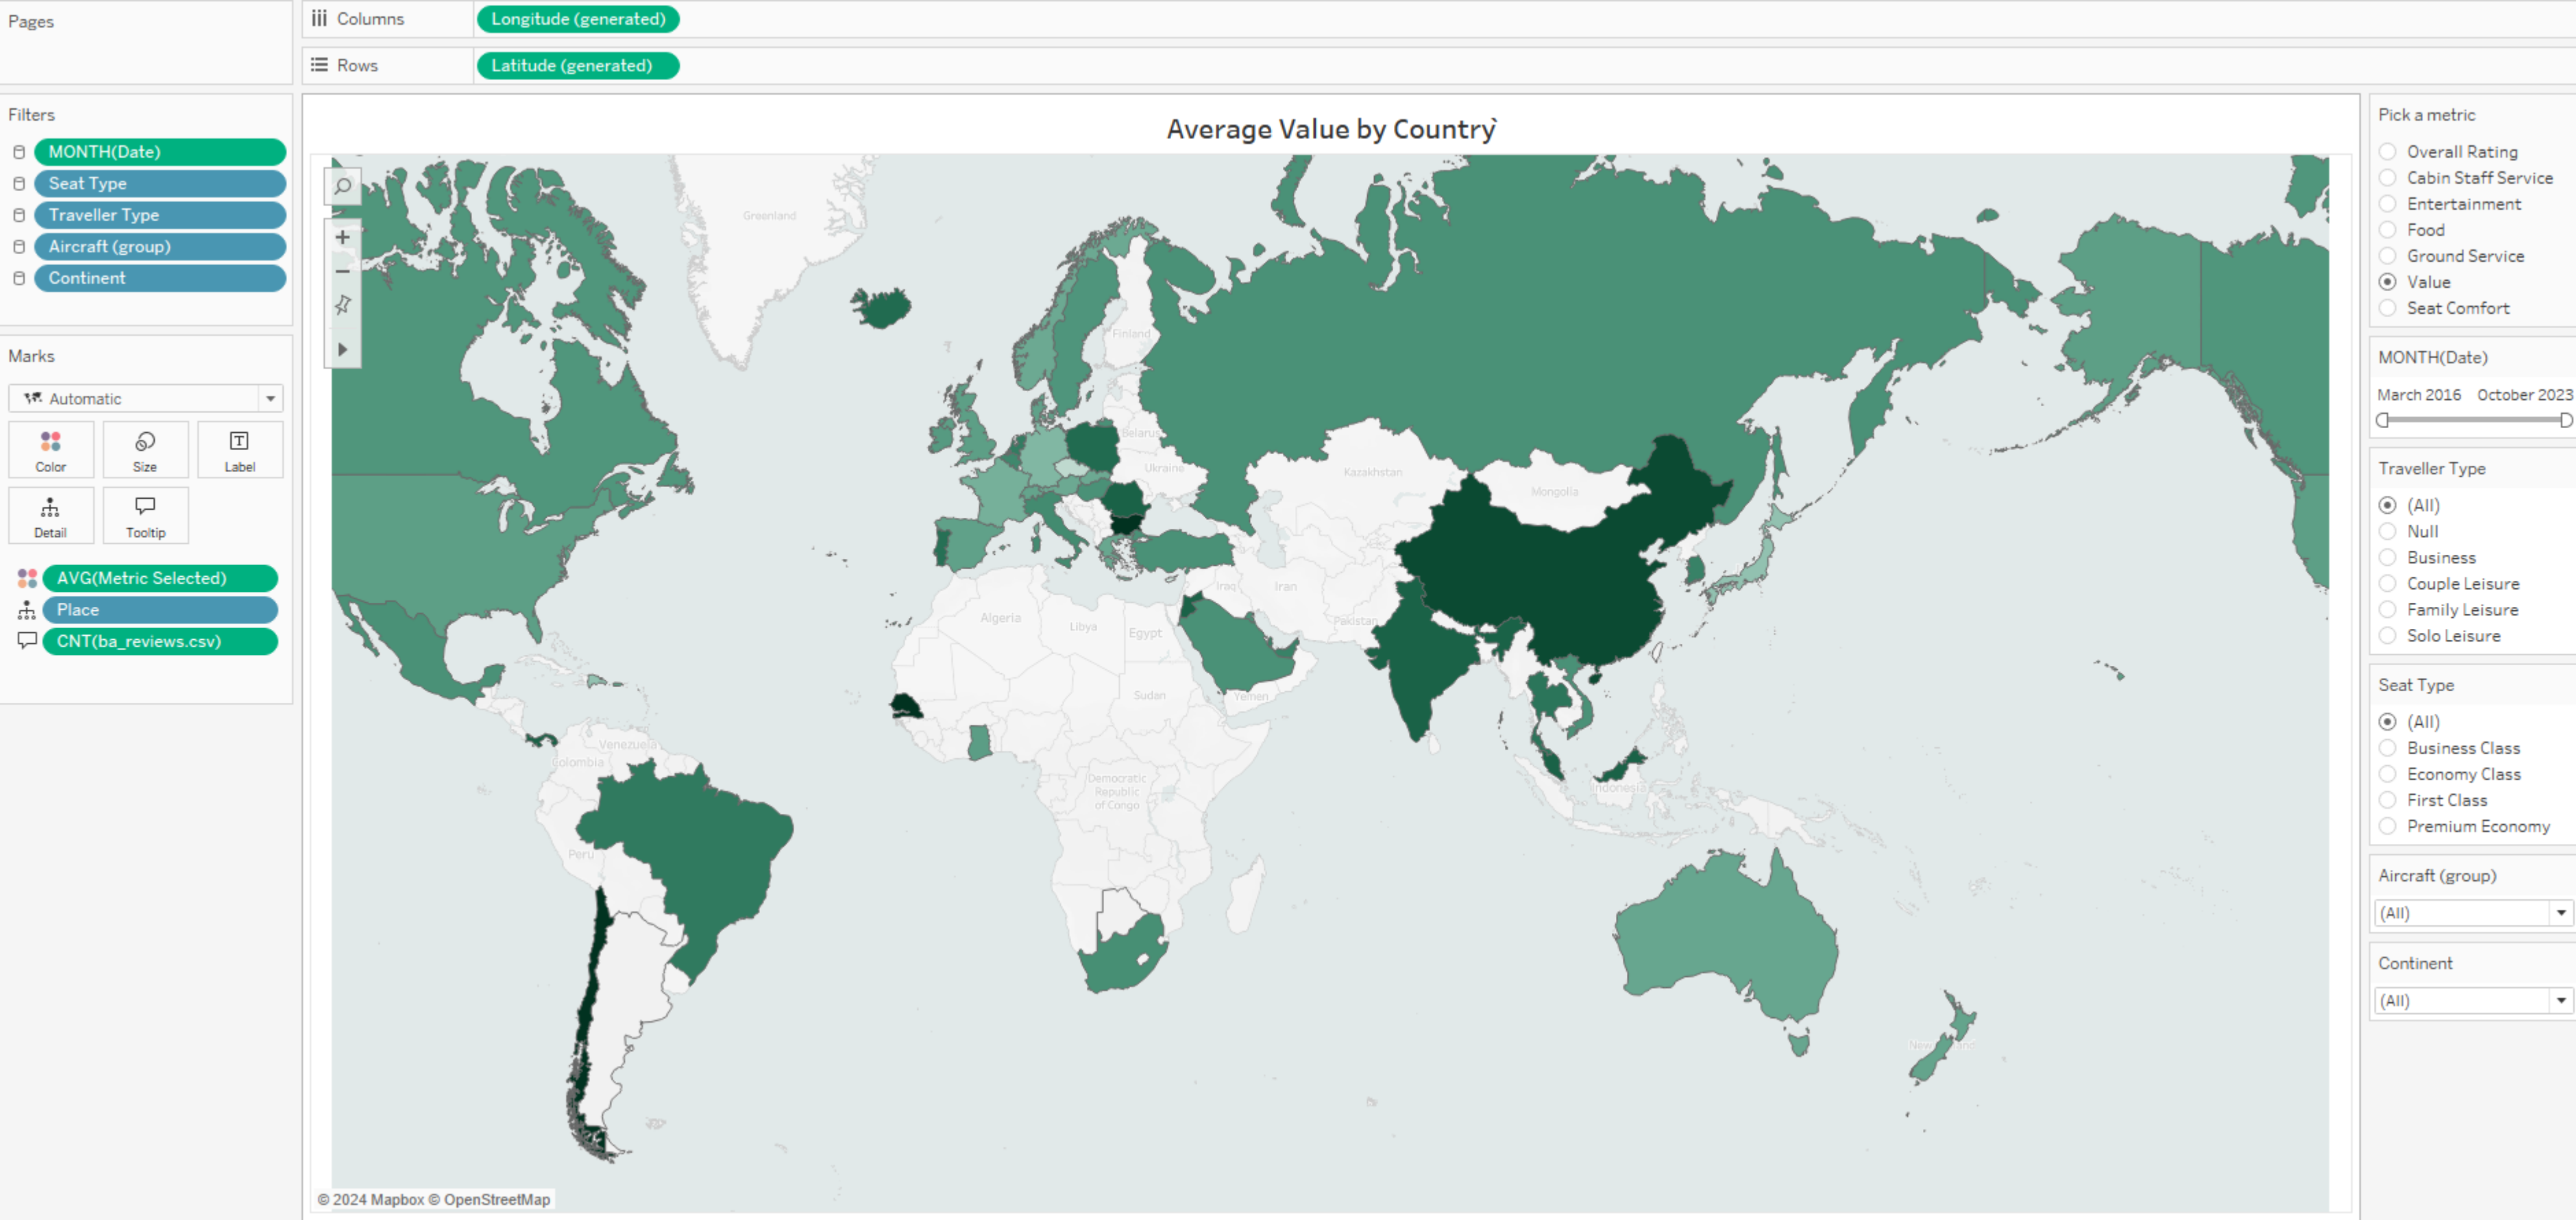 Pages
Columns
Longitude (generated)
Rows
Latitude (generated)
Filters
MONTH(Date)
Seat Type
Traveller Type
Aircraft (group)
Continent
Marks
Automatic
Color
Size
Label
Detail
Tooltip
AVG(Metric Selected)
Place
CNT(ba_reviews.csv)
Average Value by Country`
Greenland
Finland
Belarus
Ukraine
Kazakhstan
Mongolia
Iraq
Iran
Pakistan
Algeria
Libya
Egypt
Sudan
Yemen
Venezuela
Colombia
Democratic
Republic
of Congo
Indonesia
Peru
© 2024 Mapbox © OpenStreetMap
Pick a metric
Overall Rating
Cabin Staff Service
Entertainment
Food
Ground Service
Value
Seat Comfort
MONTH(Date)
March 2016 October 2023
Traveller Type
(All)
Null
Business
Couple Leisure
Family Leisure
Solo Leisure
Seat Type
(All)
Business Class
Economy Class
First Class
Premium Economy
Aircraft (group)
(All)
Continent
(All)